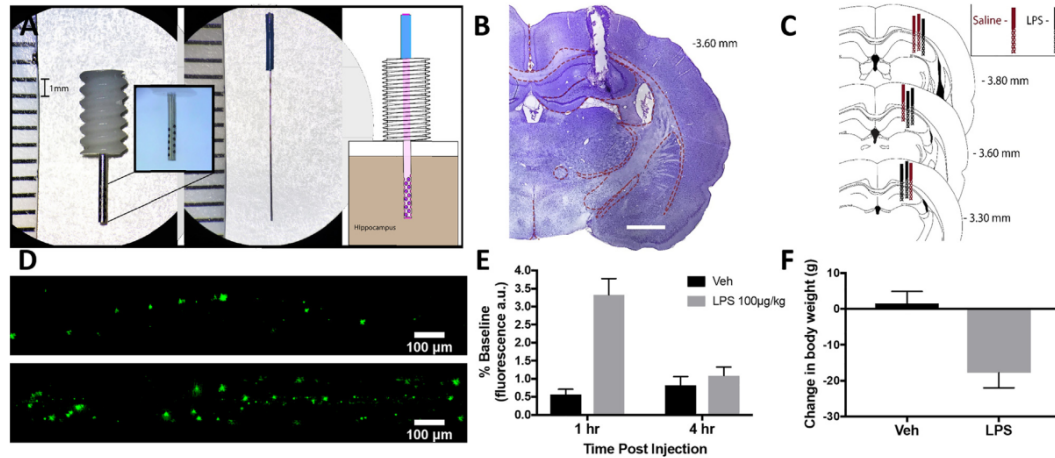 A
1mm
Hippocampus
B
-3.60 mm
C
Saline -
LPS -
- 3.80 mm
- 3.60 mm
- 3.30 mm
D
100 µm
100 µm
E
% Baseline
(fluorescence a.u.)
4.0
3.5
3.0
2.5
2.0
1.5
1.0
0.5
0.0
Veh
LPS 100µg/kg
1 hr
4 hr
Time Post Injection
F
Change in body weight (g)
10
0
-10
-20
-30
Veh
LPS